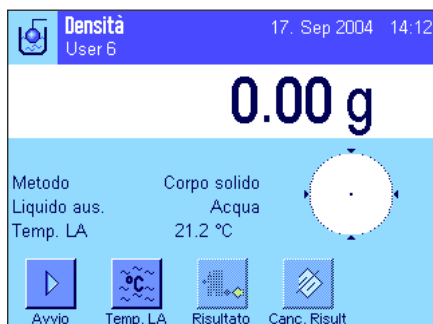 Densità 17. Sep 2004 14:12
User 6
0.00 g
Metodo Corpo solido
Liquido aus. Acqua
Temp. LA 21.2 °C
°C
Avvio Temp. LA Risultato Canc. Risult